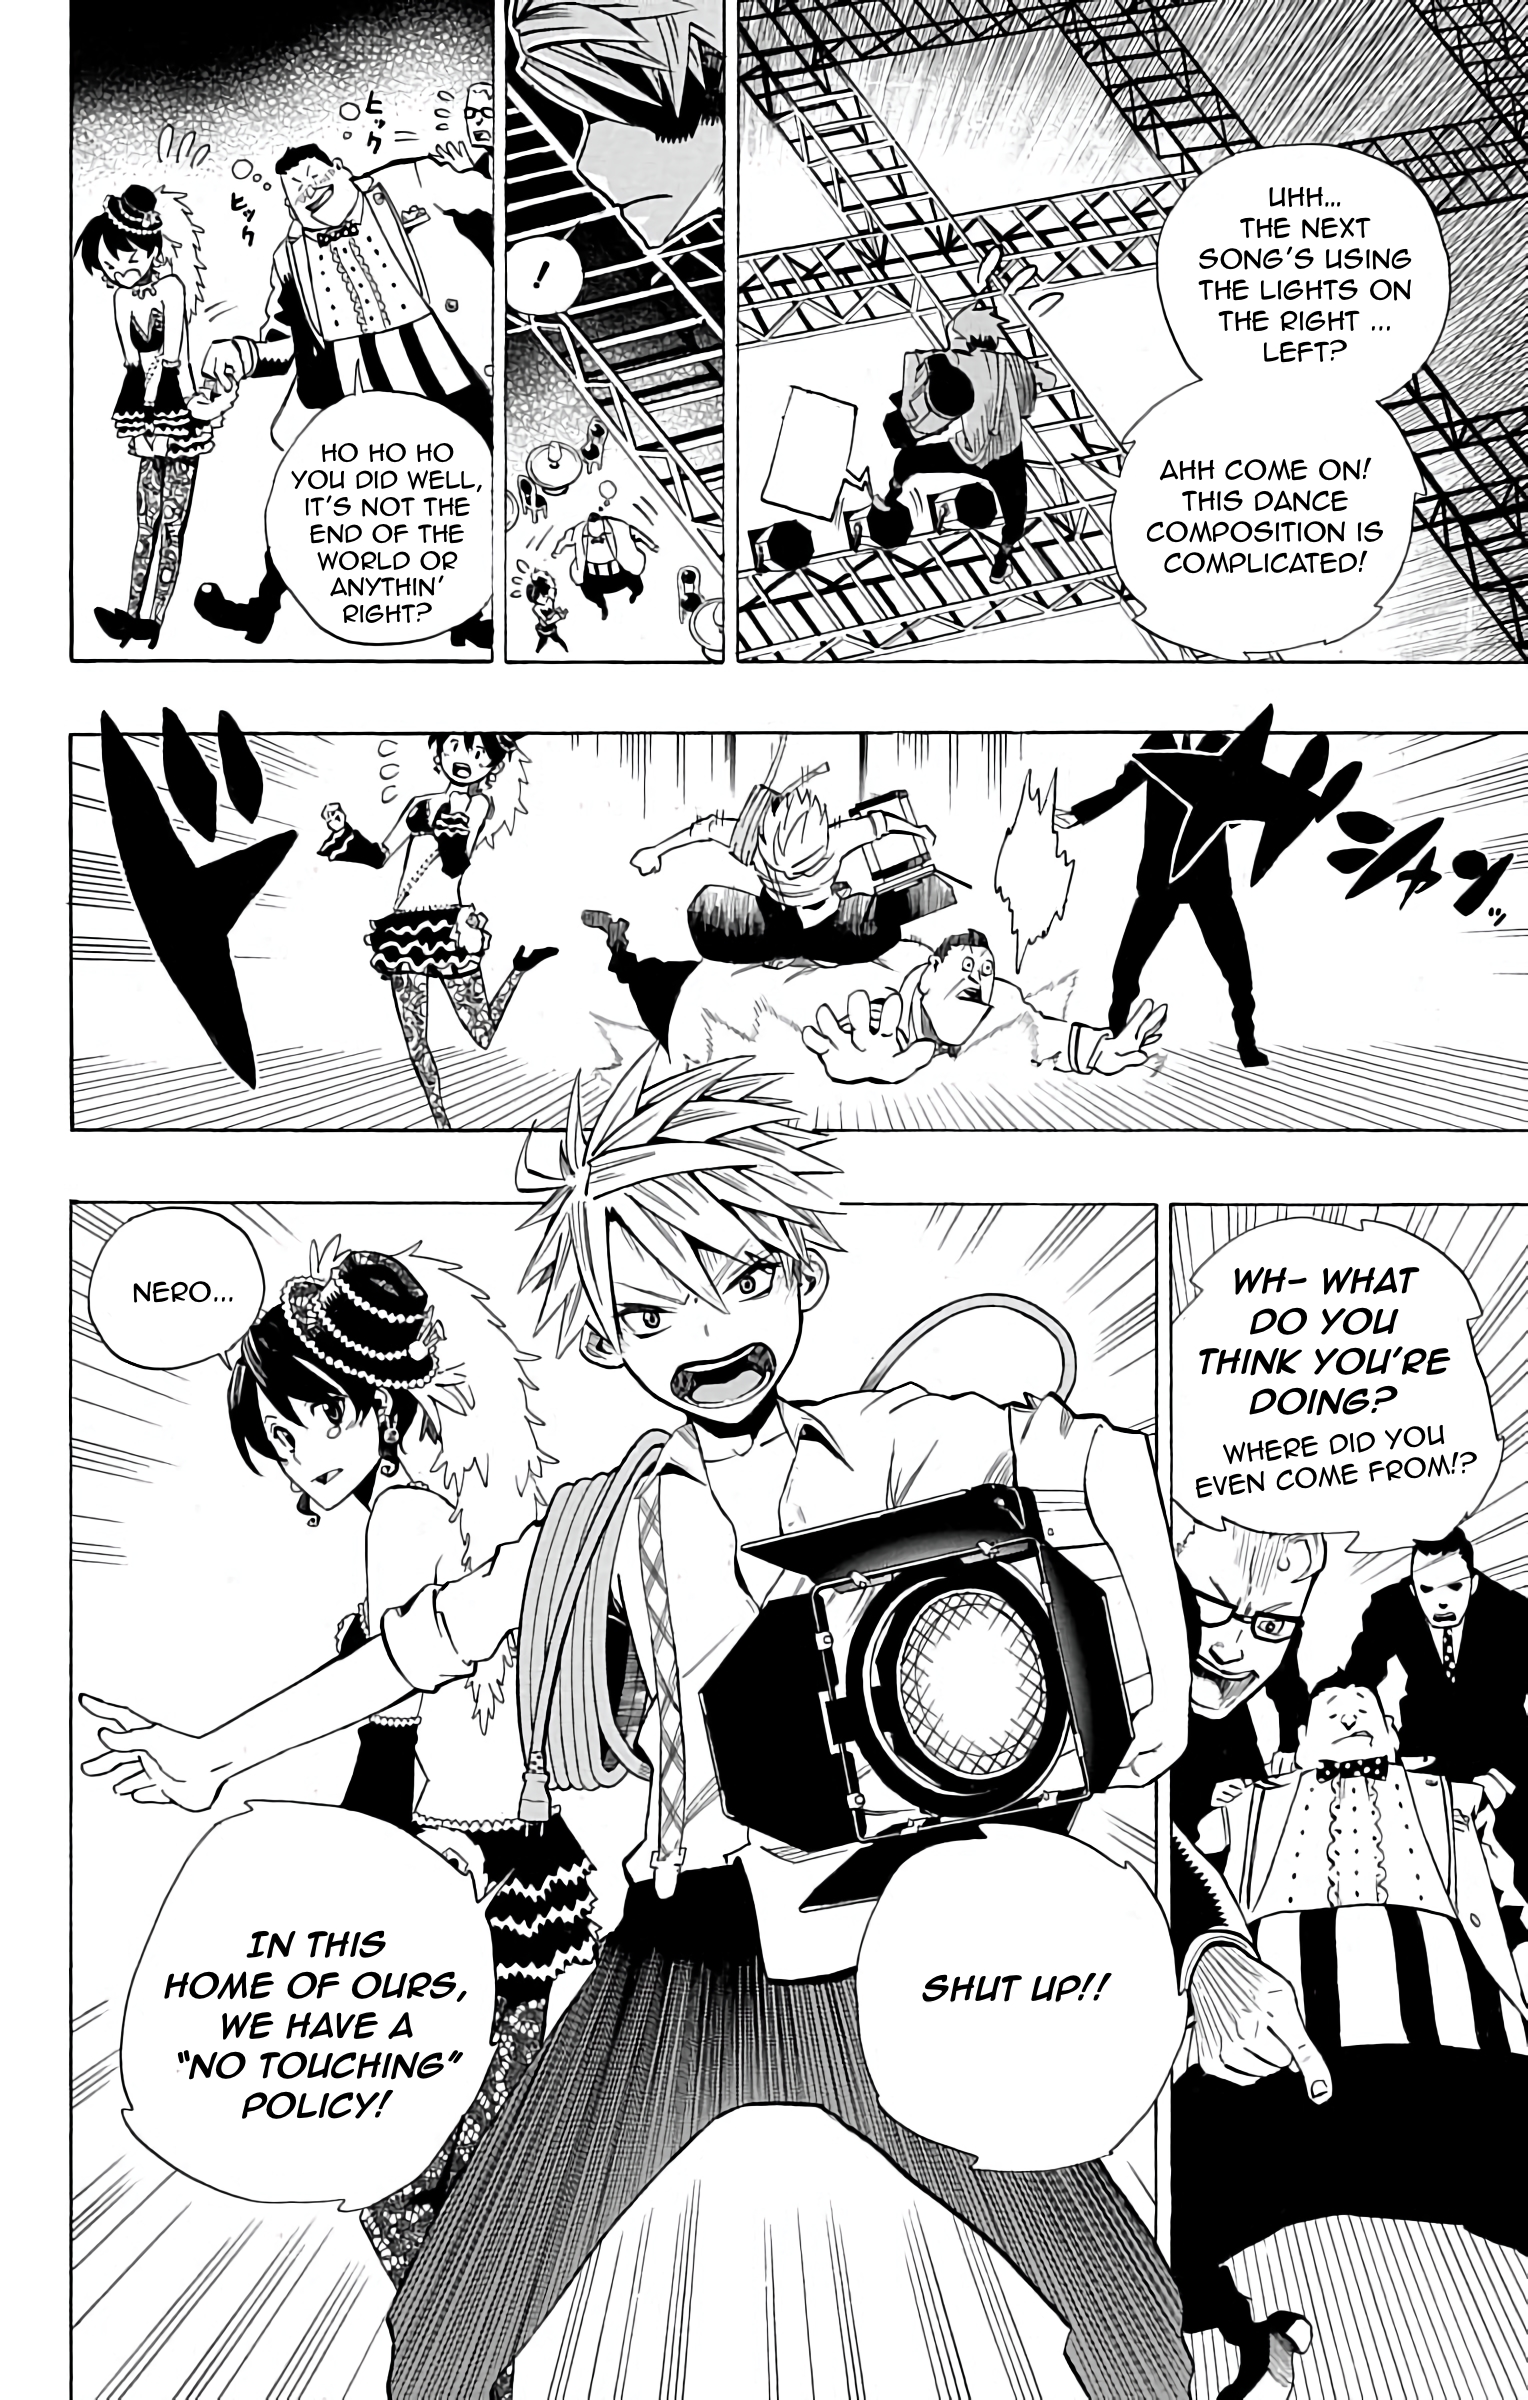 UHH...
THE NEXT
SONG'S USING
THE LIGHTS ON
THE RIGHT ...
LEFT?
AHH COME ON!
THIS DANCE
COMPOSITION IS
COMPLICATED!
!
ヒック
ヒック
HO HO HO
YOU DID WELL,
IT'S NOT THE
END OF THE
WORLD OR
ANYTHIN'
RIGHT?
ガシャンッ
ド
WH- WHAT
DO YOU
THINK YOU'RE
DOING?
WHERE DID YOU
EVEN COME FROM!?
NERO...
SHUT UP!!
IN THIS
HOME OF OURS,
WE HAVE A
"NO TOUCHING"
POLICY!